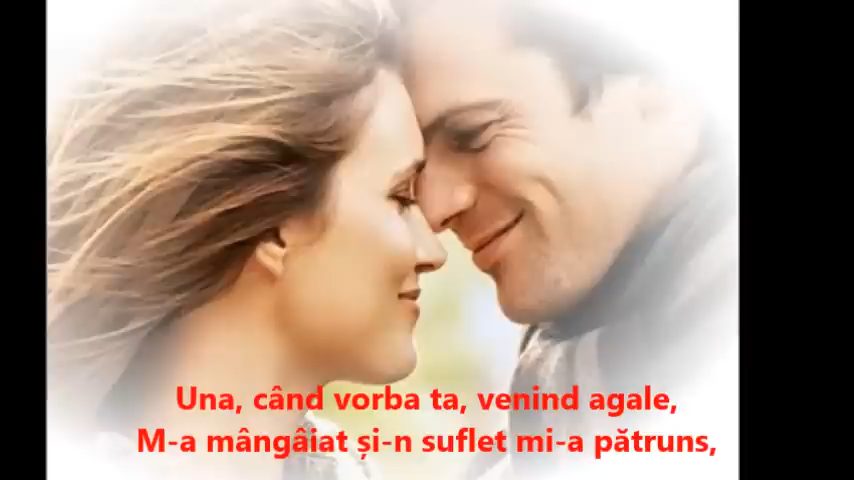 Una, când vorba ta, venind agale,
M-a mângâiat și-n suflet mi-a pătruns,